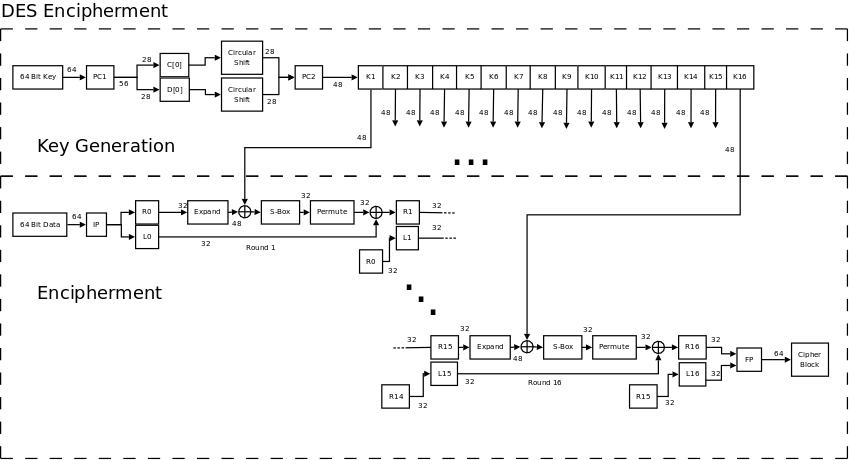 DES Encipherment
64 Bit Key
64
PC1
56
28
28
C[0]
D[0]
Circular
Shift
Circular
Shift
28
28
PC2
48
K1 K2 K3 K4 K5 K6 K7 K8 K9 K10 K11 K12 K13 K14 K15 K16
48 48 48 48 48 48 48 48 48 48 48 48 48 48
48
48
Key Generation
...
64 Bit Data
64
IP
R0
L0
32
Expand
48
S-Box
32
Permute
32
R1
32
L1
32
32
Round 1
R0
32
Encipherment
32
R15
32
Expand
48
S-Box
32
Permute
32
R16
32
L15
32
Round 16
R14
32
L16
32
R15
32
FP
64
Cipher
Block